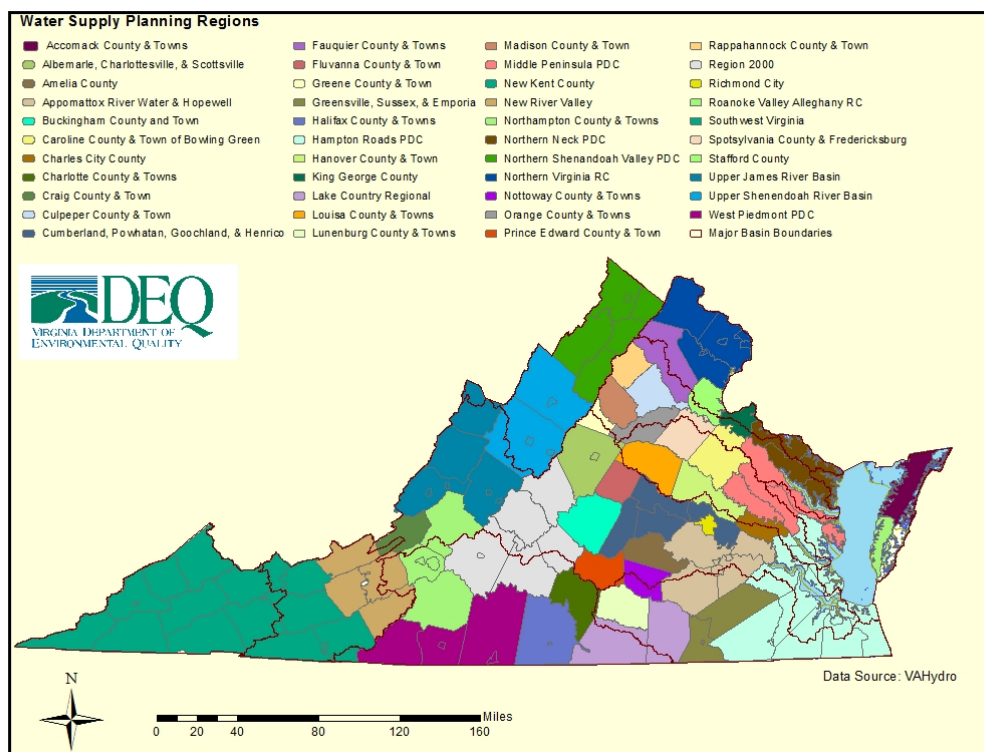 Water Supply Planning Regions
Accomack County & Towns
Albemarle, Charlottesville, & Scottsville
Amelia County
Appomattox River Water & Hopewell
Buckingham County and Town
Caroline County & Town of Bowling Green
Charles City County
Charlotte County & Towns
Craig County & Town
Culpeper County & Town
Cumberland, Powhatan, Goochland, & Henrico
Fauquier County & Towns
Fluvanna County & Town
Greene County & Town
Greensville, Sussex, & Emporia
Halifax County & Towns
Hampton Roads PDC
Hanover County & Town
King George County
Lake Country Regional
Louisa County & Towns
Lunenburg County & Towns
Madison County & Town
Middle Peninsula PDC
New Kent County
New River Valley
Northampton County & Towns
Northern Neck PDC
Northern Shenandoah Valley PDC
Northern Virginia RC
Nottoway County & Towns
Orange County & Towns
Prince Edward County & Town
Rappahannock County & Town
Region 2000
Richmond City
Roanoke Valley Alleghany RC
Southwest Virginia
Spotsylvania County & Fredericksburg
Stafford County
Upper James River Basin
Upper Shenandoah River Basin
West Piedmont PDC
Major Basin Boundaries
DEQ
VIRGINIA DEPARTMENT OF
ENVIRONMENTAL QUALITY
Data Source: VAHydro
N
Miles
0 20 40 80 120 160